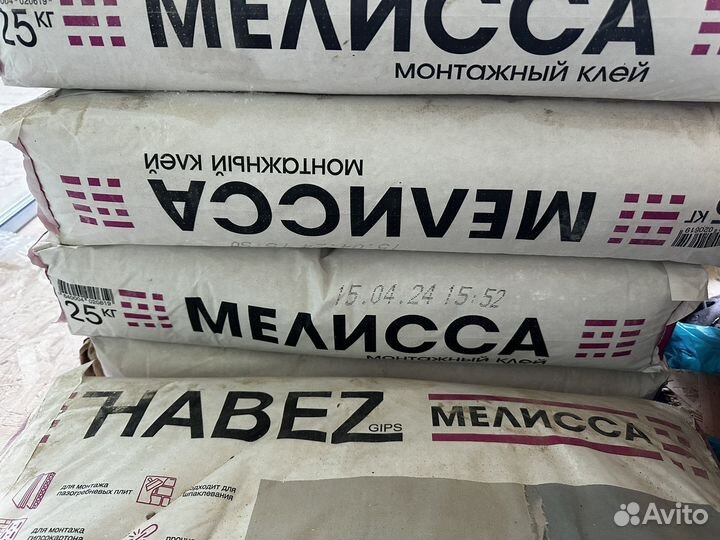 МЕЛИССА
25 КГ
МОНТАЖНЫЙ КЛЕЙ
МОНТАЖНЫЙ КЛЕЙ
МЕЛИССА
КГ
15.04.24 15:52
25 КГ
МЕЛИССА
МОНТАЖНЫЙ КЛЕЙ
HABEZ
GIPS
МЕЛИССА
ДЛЯ МОНТАЖА
ПАЗОГРЕБНЕВЫХ ПЛИТ
ПОДХОДИТ ДЛЯ
ШПАКЛЕВАНИЯ
ДЛЯ МОНТАЖА
ГИПСОКАРТОНА
Avito